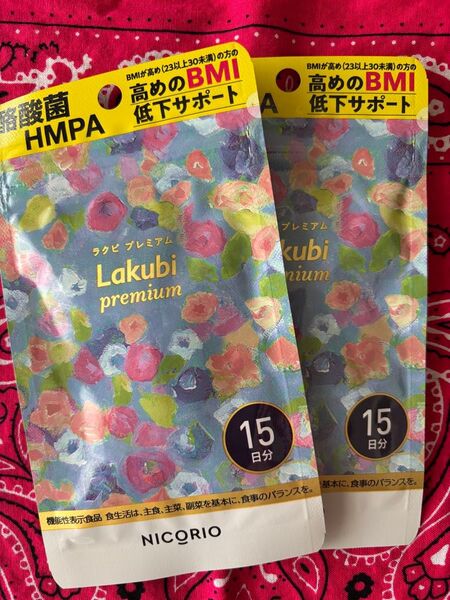 酪酸菌
HMPA
BMIが高め(23以上30未満)の方の
高めのBMI
低下サポート
ラクビ プレミアム
Lakubi
premium
15
日分
機能性表示食品 食生活は、主食、主菜、副菜を基本に、食事のバランスを。
NICORIO
PA
BMIが高め(23以上30未満)の方の
高めのBMI
低下サポート
プレミアム
kubi
emium
15
日分
を基本に、食事のバランスを。